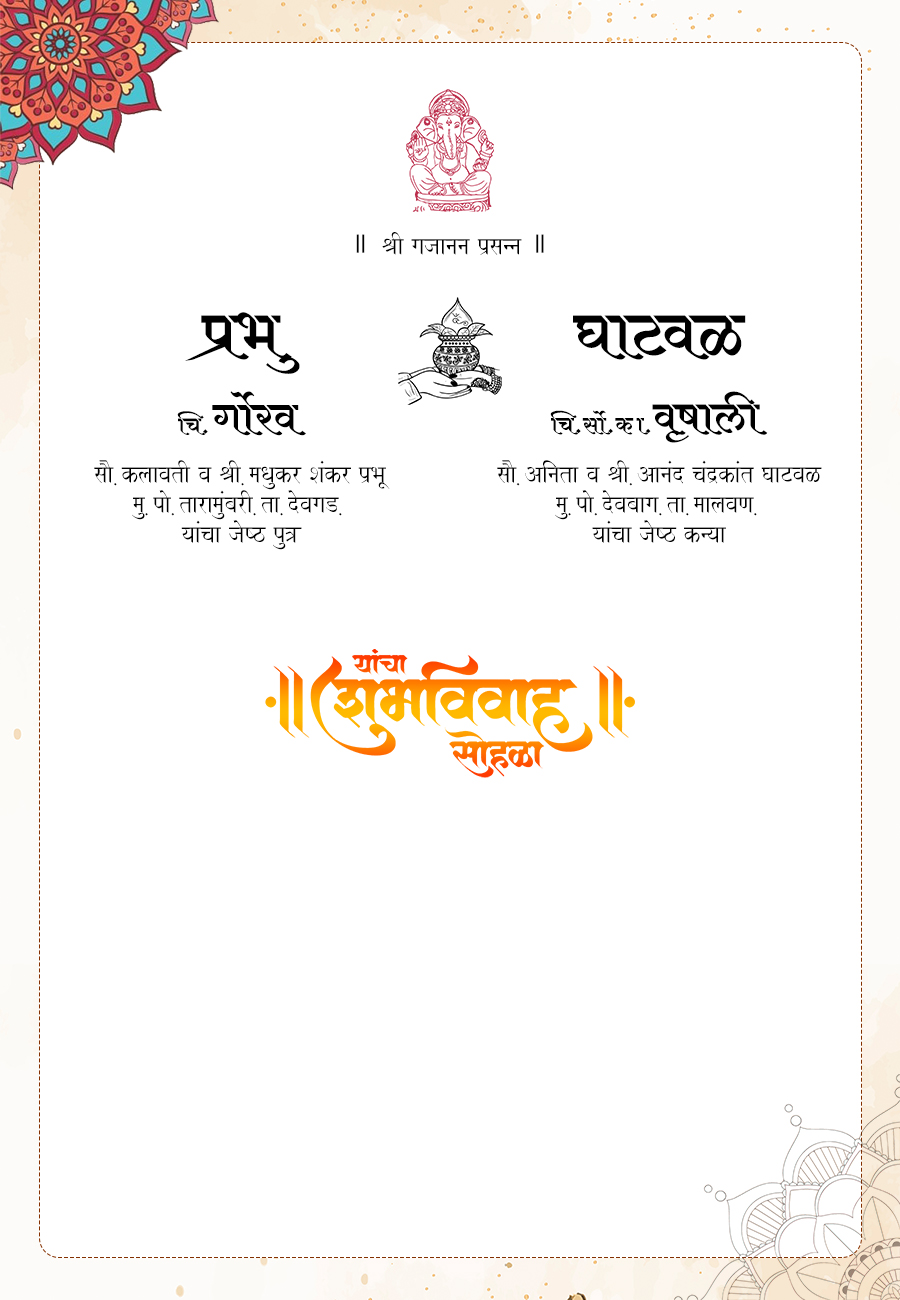 ॥ श्री गजानन प्रसन्न ॥
प्रभु
घाटवळ
चि. गौरव
चि. सौ. का. वृषाली
सौ. कलावती व श्री. मधुकर शंकर प्रभू
मु. पो. तारामुंबरी. ता. देवगड.
यांचा जेष्ठ पुत्र
सौ. अनिता व श्री. आनंद चंद्रकांत घाटवळ
मु. पो. देवबाग. ता. मालवण.
यांचा जेष्ठ कन्या
यांचा
॥ शुभविवाह ॥
सोहळा